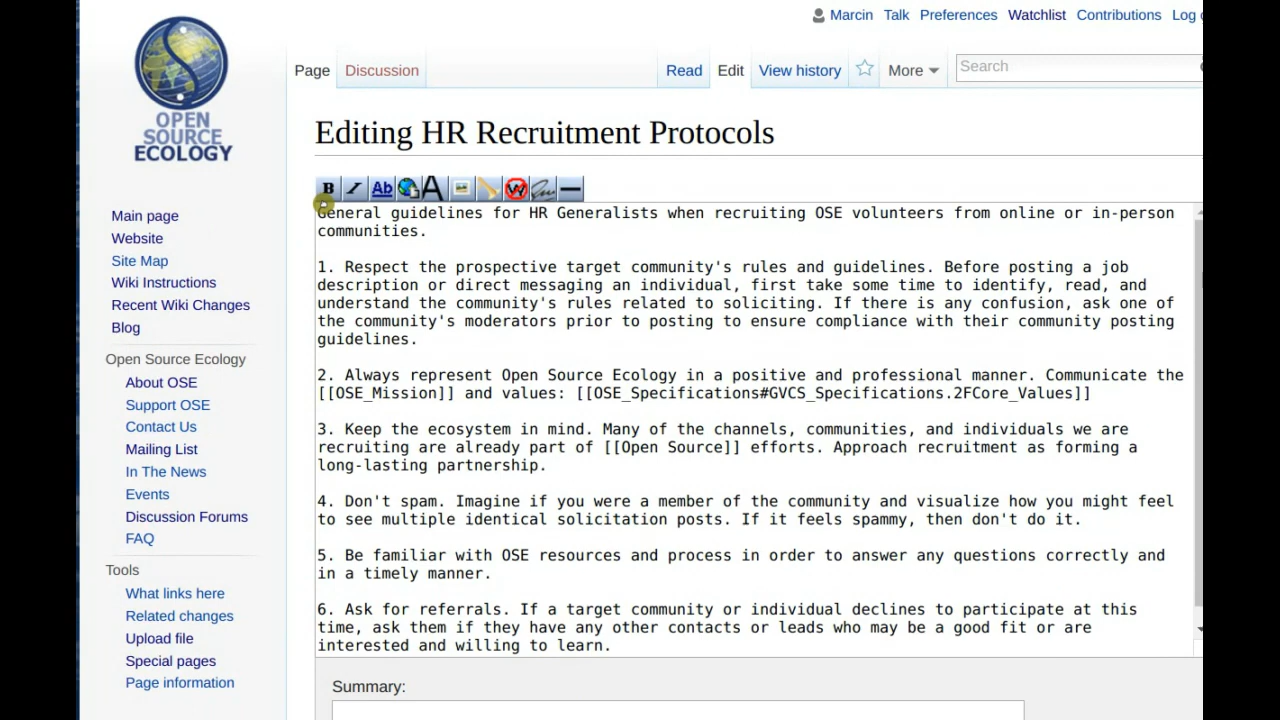 Marcin Talk Preferences Watchlist Contributions Log
Page Discussion Read Edit View history More Search
OPEN
SOURCE
ECOLOGY
Editing HR Recruitment Protocols
B I Ab A
Main page
Website
Site Map
Wiki Instructions
Recent Wiki Changes
Blog
Open Source Ecology
About OSE
Support OSE
Contact Us
Mailing List
In The News
Events
Discussion Forums
FAQ
Tools
What links here
Related changes
Upload file
Special pages
Page information
General guidelines for HR Generalists when recruiting OSE volunteers from online or in-person
communities.
1. Respect the prospective target community's rules and guidelines. Before posting a job
description or direct messaging an individual, first take some time to identify, read, and
understand the community's rules related to soliciting. If there is any confusion, ask one of
the community's moderators prior to posting to ensure compliance with their community posting
guidelines.
2. Always represent Open Source Ecology in a positive and professional manner. Communicate the
[[OSE_Mission]] and values: [[OSE_Specifications#GVCS_Specifications.2FCore_Values]]
3. Keep the ecosystem in mind. Many of the channels, communities, and individuals we are
recruiting are already part of [[Open Source]] efforts. Approach recruitment as forming a
long-lasting partnership.
4. Don't spam. Imagine if you were a member of the community and visualize how you might feel
to see multiple identical solicitation posts. If it feels spammy, then don't do it.
5. Be familiar with OSE resources and process in order to answer any questions correctly and
in a timely manner.
6. Ask for referrals. If a target community or individual declines to participate at this
time, ask them if they have any other contacts or leads who may be a good fit or are
interested and willing to learn.
Summary: